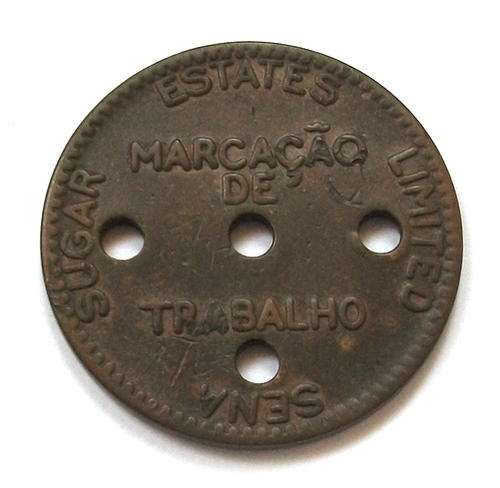 SENA SUGAR ESTATES LIMITED
MARCAÇÃO
DE
TRABALHO